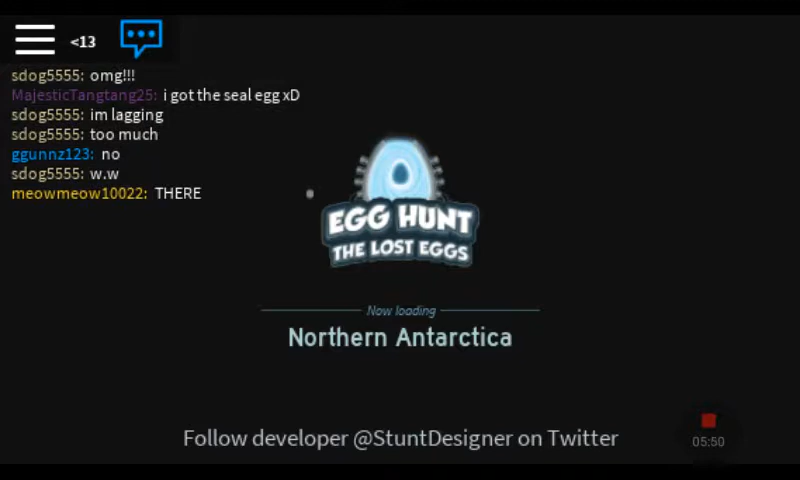 <13
sdog5555: omg!!!
MajesticTangtang25: i got the seal egg xD
sdog5555: im lagging
sdog5555: too much
ggunnz123: no
sdog5555: w.w
meowmeow10022: THERE
EGG HUNT
THE LOST EGGS
Now loading
Northern Antarctica
Follow developer @StuntDesigner on Twitter
05:50